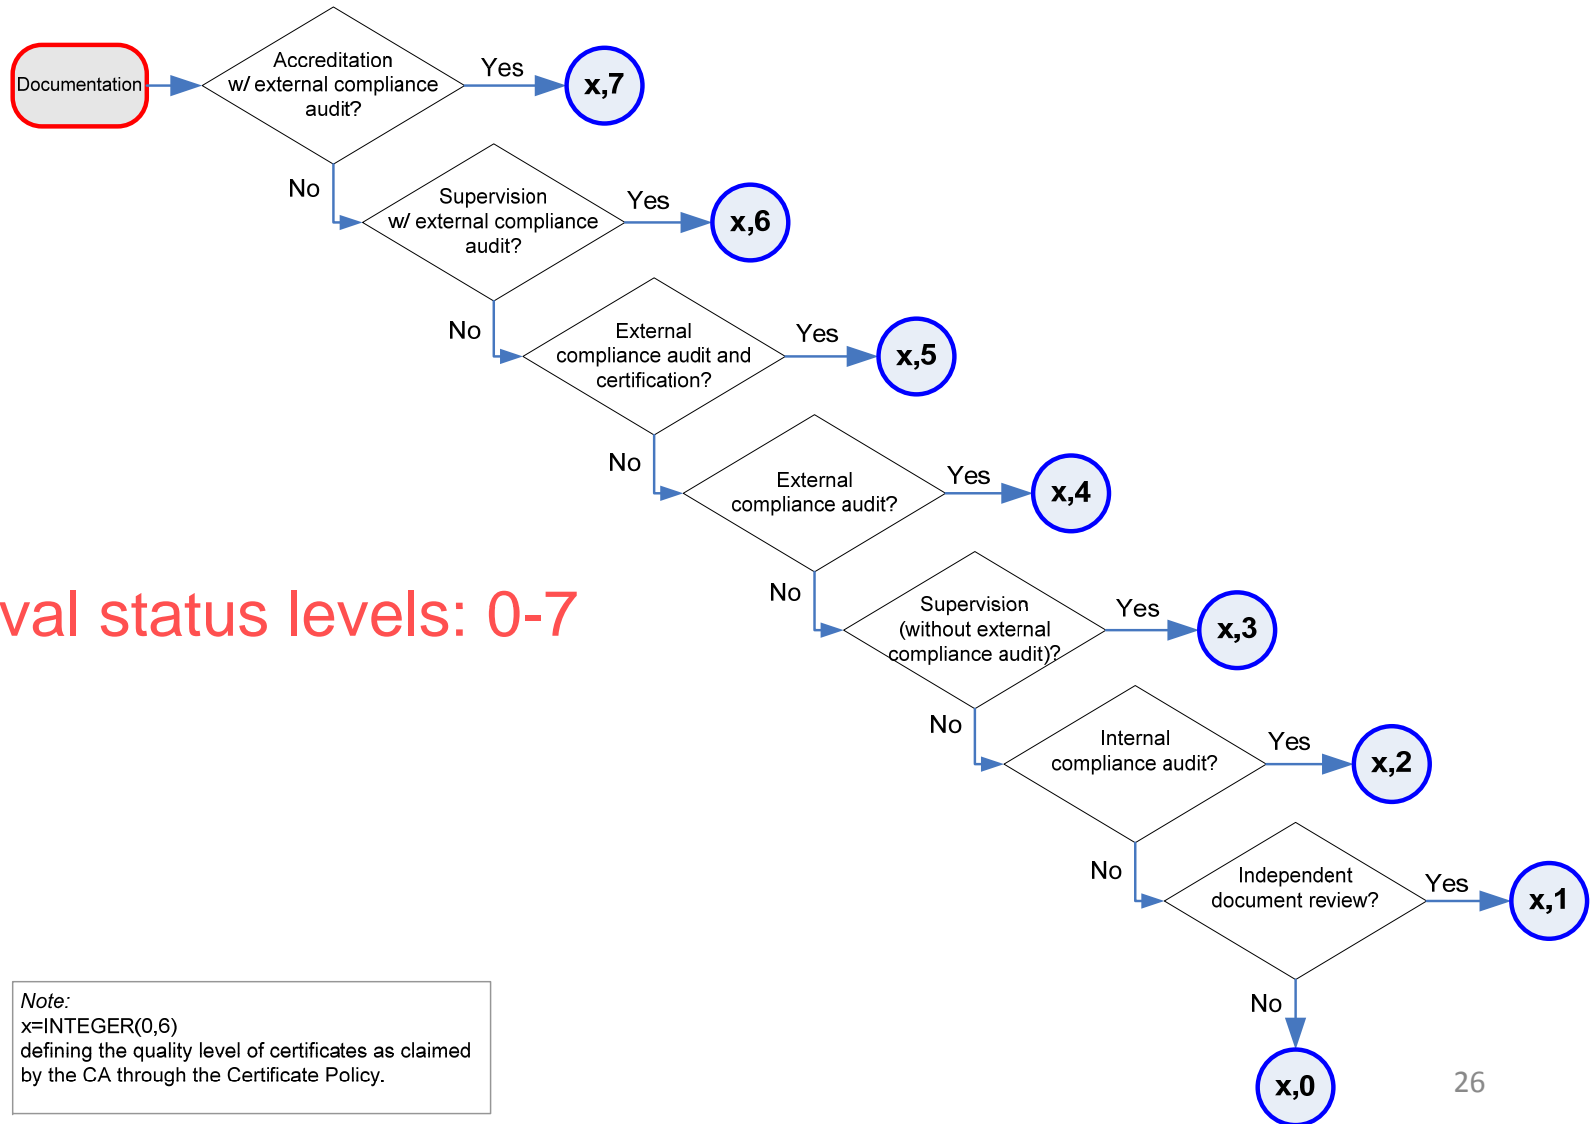 Documentation
Accreditation
w/ external compliance
audit?
Yes
x,7
No
Supervision
w/ external compliance
audit?
Yes
x,6
No
External
compliance audit and
certification?
Yes
x,5
No
External
compliance audit?
Yes
x,4
No
val status levels: 0-7
Supervision
(without external
compliance audit)?
Yes
x,3
No
Internal
compliance audit?
Yes
x,2
No
Independent
document review?
Yes
x,1
No
x,0
Note:
x=INTEGER(0,6)
defining the quality level of certificates as claimed
by the CA through the Certificate Policy.
26